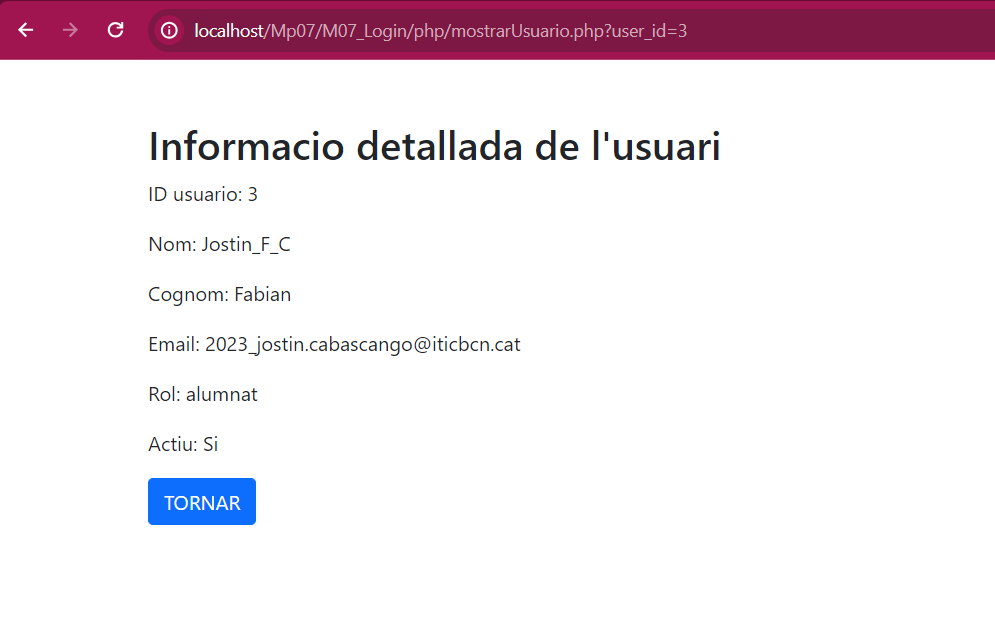 localhost/Mp07/M07_Login/php/mostrarUsuario.php?user_id=3
Informacio detallada de l'usuari
ID usuario: 3
Nom: Jostin_F_C
Cognom: Fabian
Email: 2023_jostin.cabascango@iticbcn.cat
Rol: alumnat
Actiu: Si
TORNAR